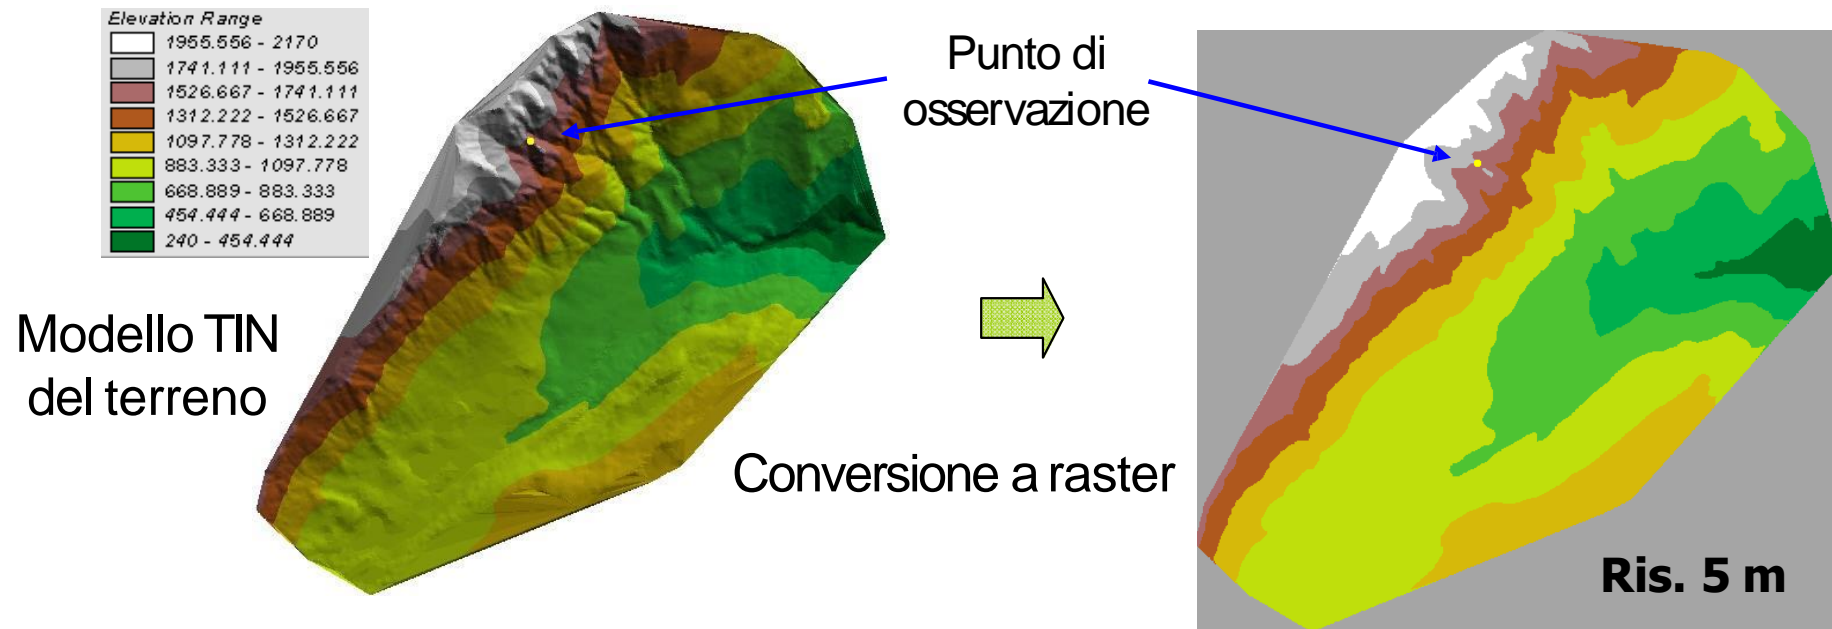 Elevation Range
1955.556 - 2170
1741.111 - 1955.556
1526.667 - 1741.111
1312.222 - 1526.667
1097.778 - 1312.222
883.333 - 1097.778
668.889 - 883.333
454.444 - 668.889
240 - 454.444
Punto di
osservazione
Modello TIN
del terreno
Conversione a raster
Ris. 5 m